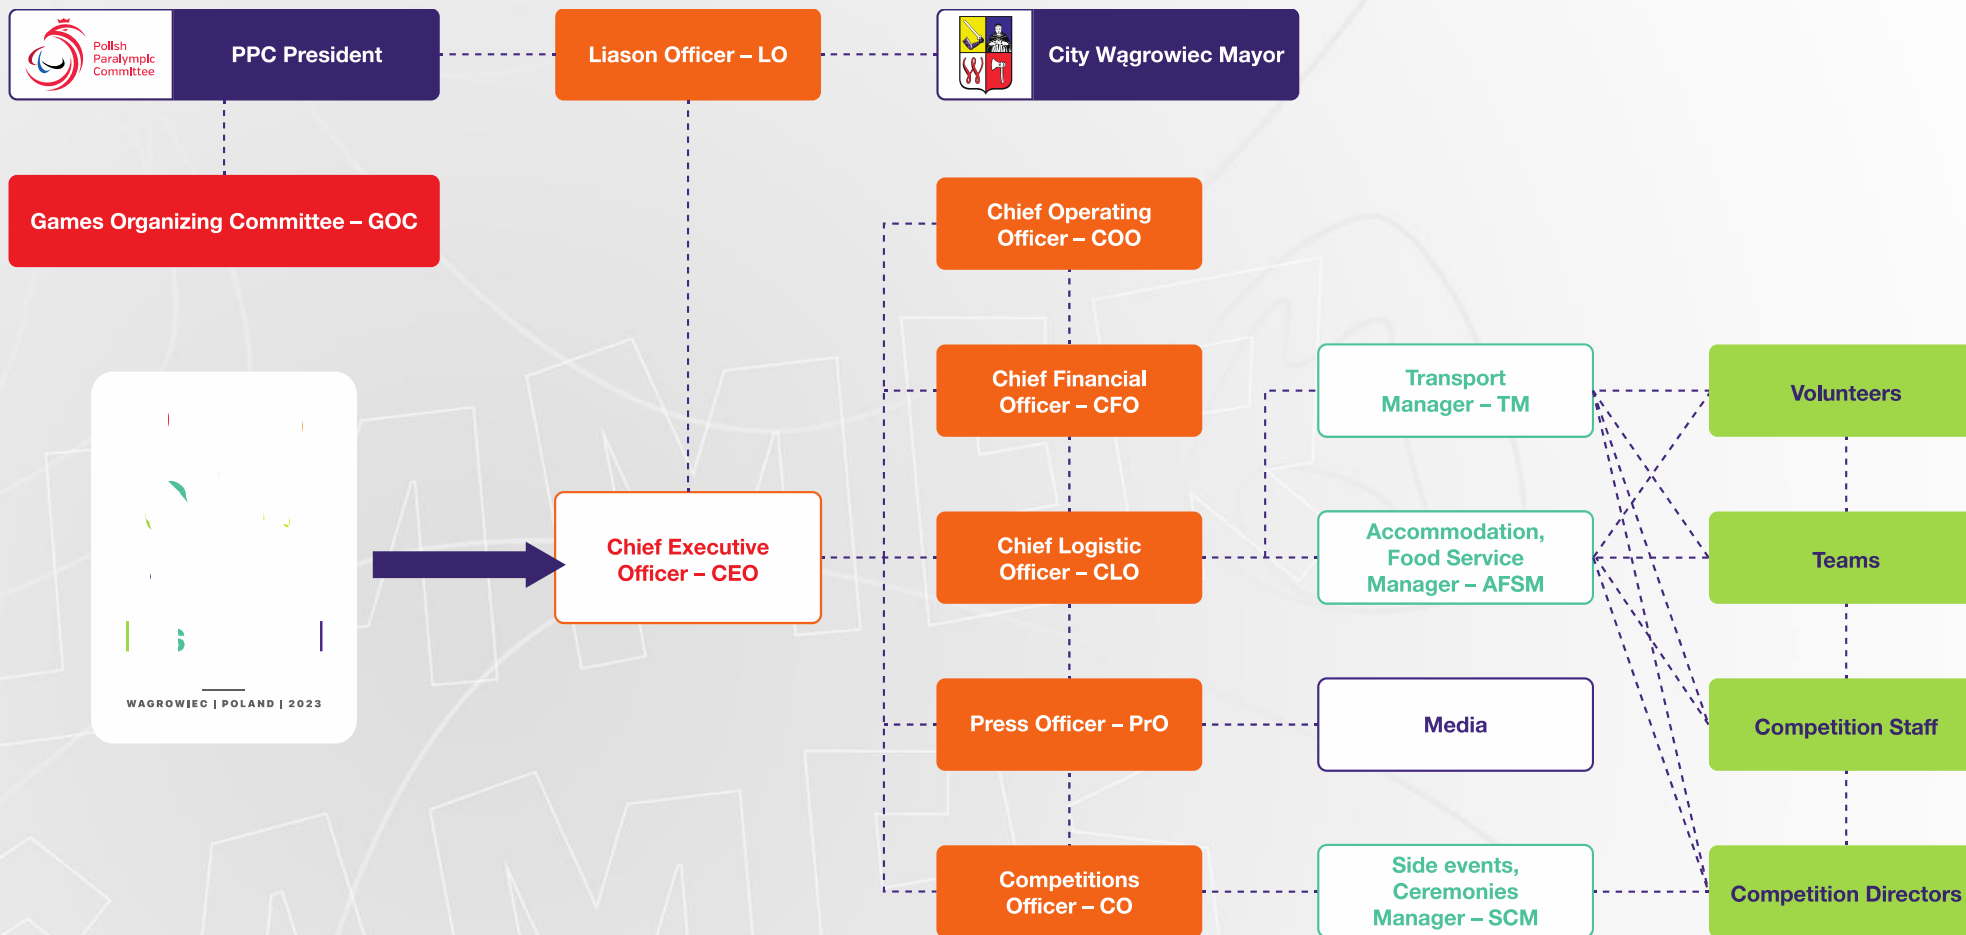 Polish
Paralympic
Committee
PPC President
Liason Officer – LO
City Wągrowiec Mayor
Games Organizing Committee – GOC
Chief Operating
Officer – COO
Chief Financial
Officer – CFO
Transport
Manager – TM
Volunteers
Chief Executive
Officer – CEO
Chief Logistic
Officer – CLO
Accommodation,
Food Service
Manager – AFSM
Teams
WAGROWIEC | POLAND | 2023
Press Officer – PrO
Media
Competition Staff
Competitions
Officer – CO
Side events,
Ceremonies
Manager – SCM
Competition Directors